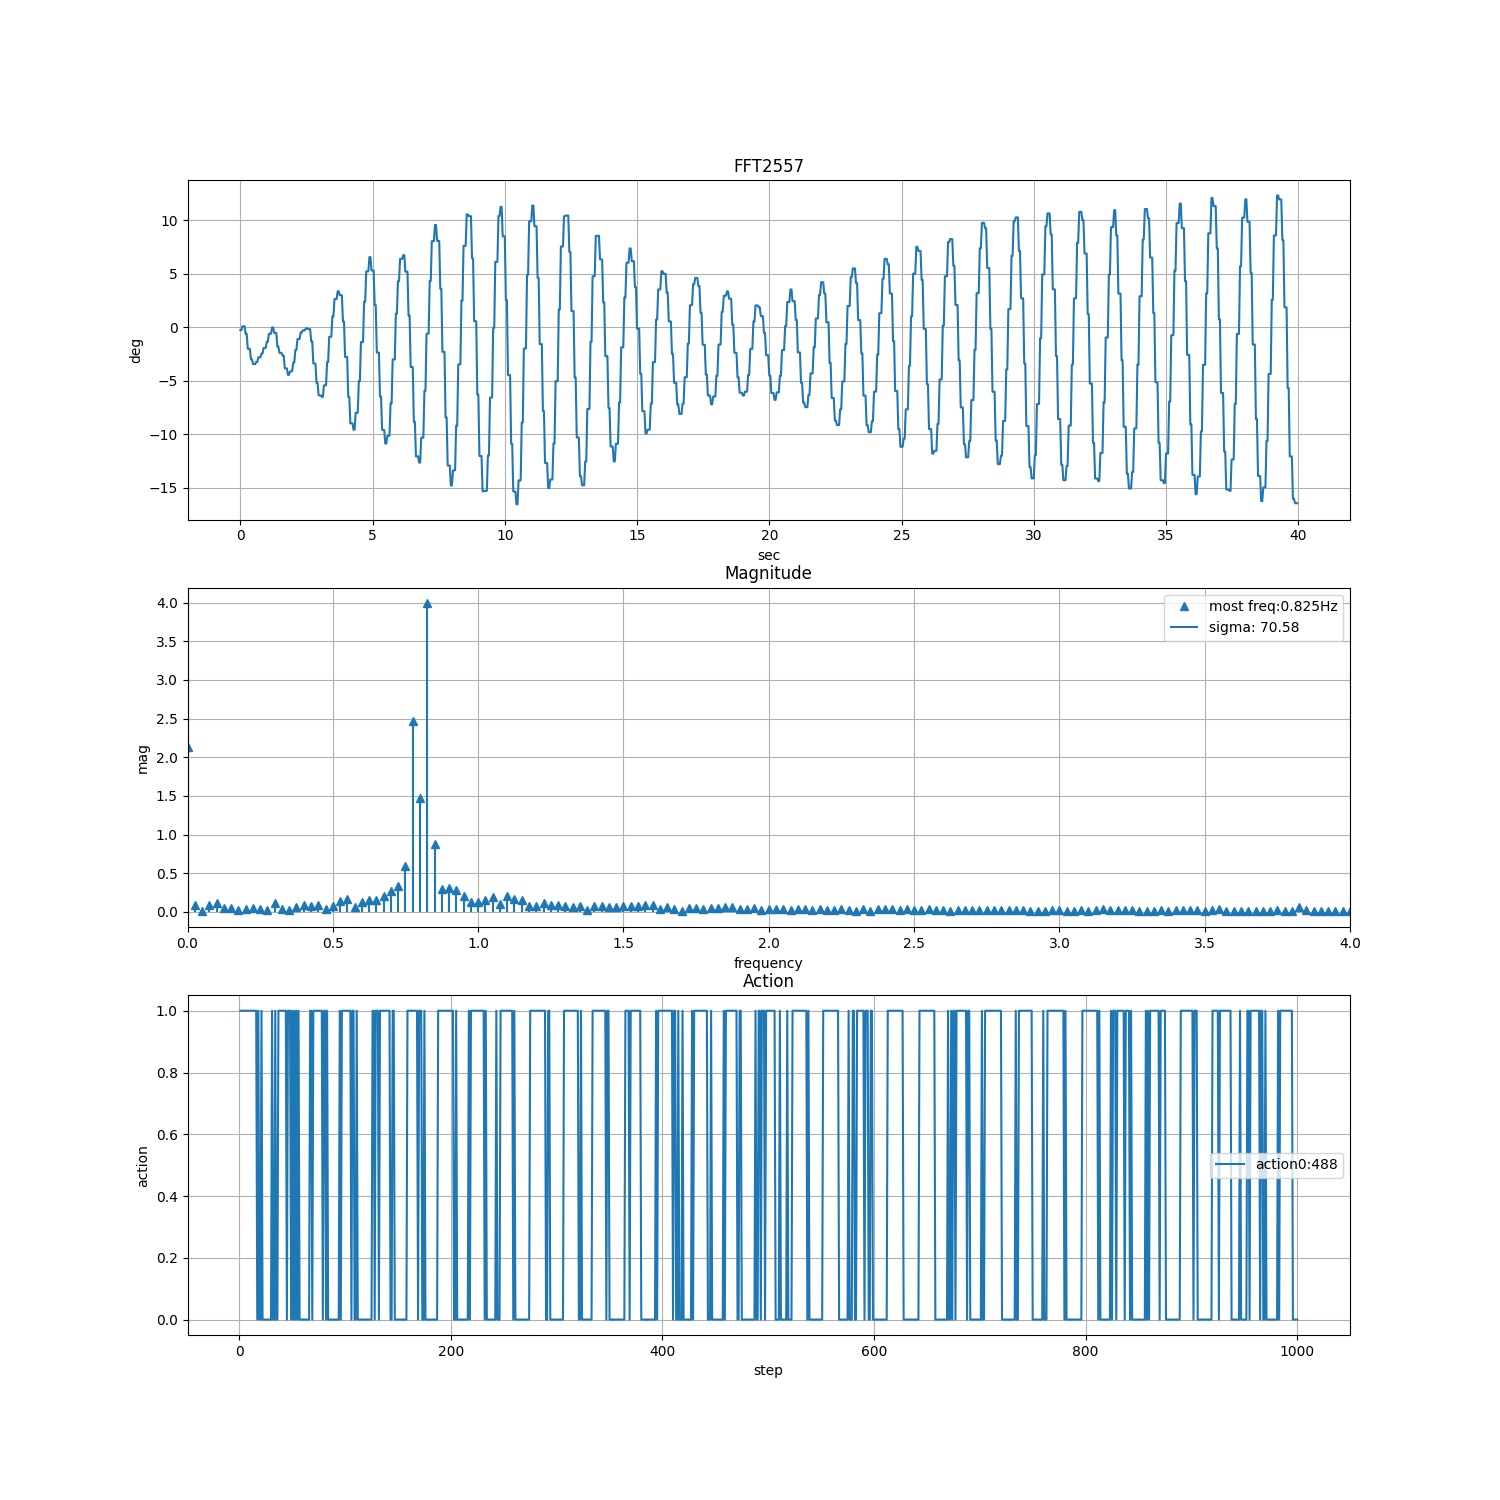 FFT2557
10
5
0
−5
−10
−15
deg
0 5 10 15 20 25 30 35 40
sec
Magnitude
4.0
3.5
3.0
2.5
2.0
1.5
1.0
0.5
0.0
mag
most freq:0.825Hz
sigma: 70.58
0.0 0.5 1.0 1.5 2.0 2.5 3.0 3.5 4.0
frequency
Action
1.0
0.8
0.6
0.4
0.2
0.0
action
action0:488
0 200 400 600 800 1000
step